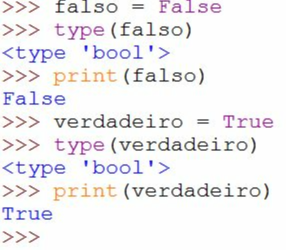 >>> falso = False
>>> type(falso)
<type 'bool'>
>>> print(falso)
False
>>> verdadeiro = True
>>> type(verdadeiro)
<type 'bool'>
>>> print(verdadeiro)
True
>>>